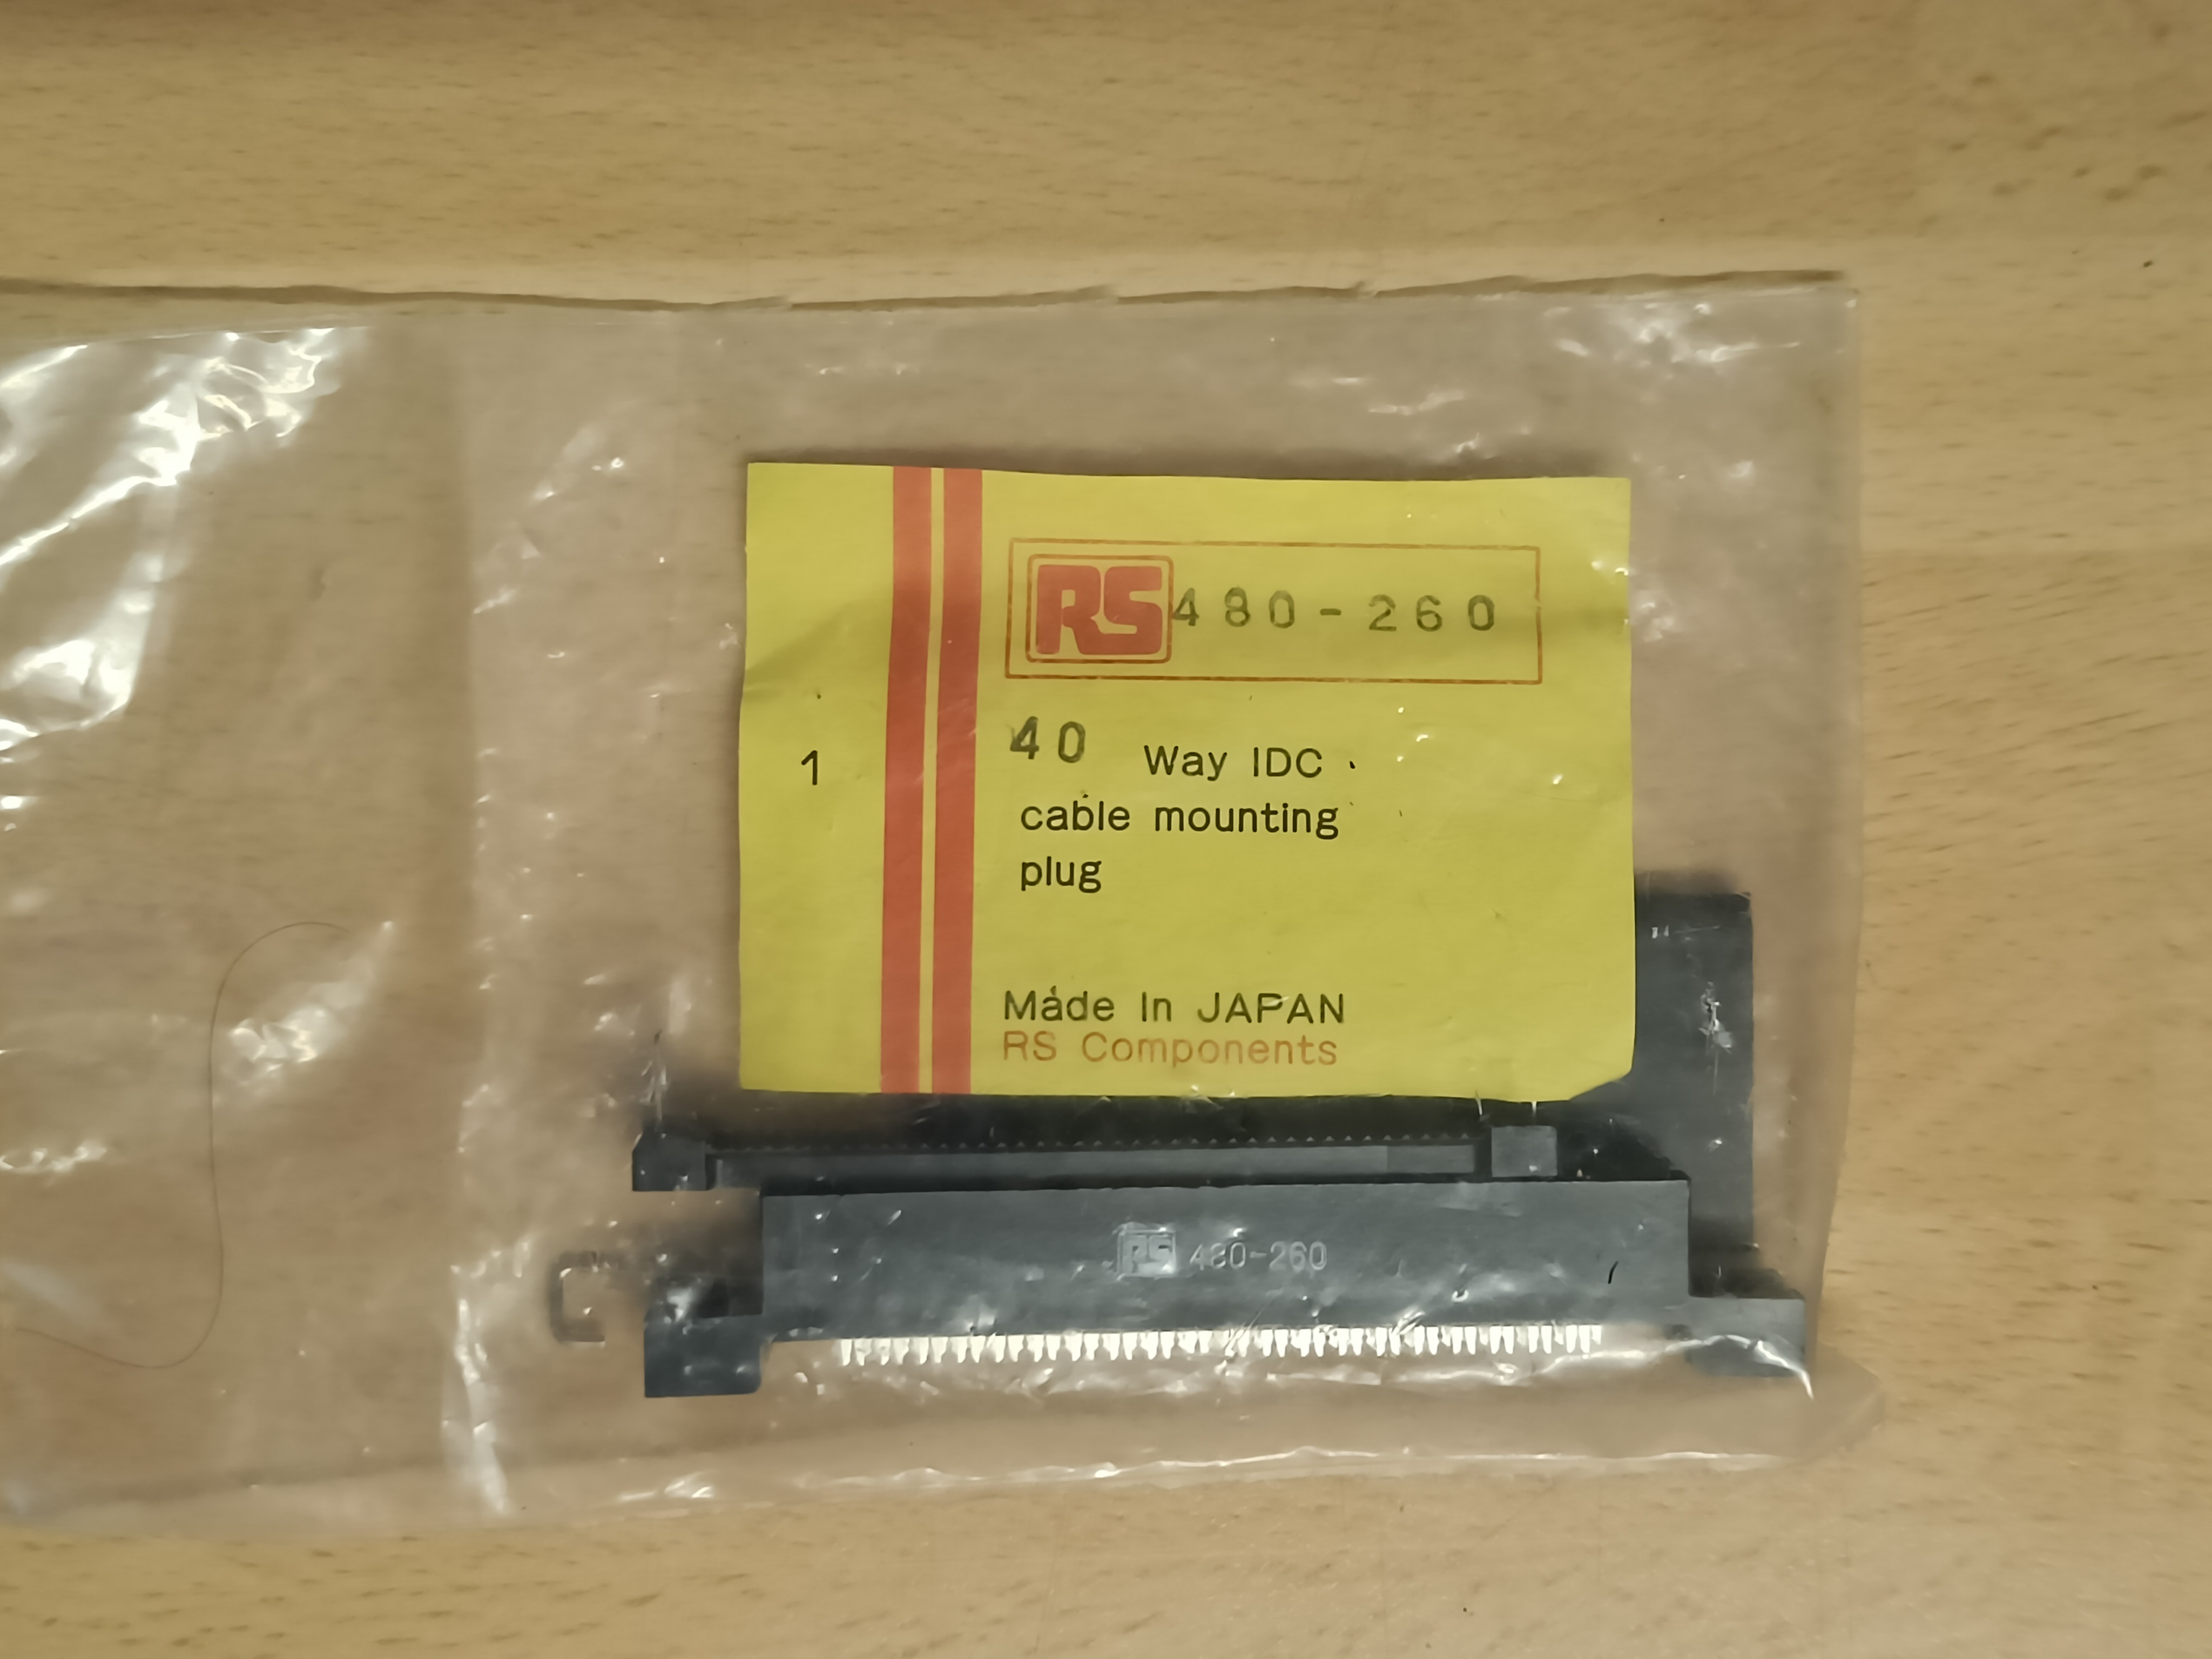 RS 480-260
1
40 Way IDC
cable mounting
plug
Made In JAPAN
RS Components
RS 480-260